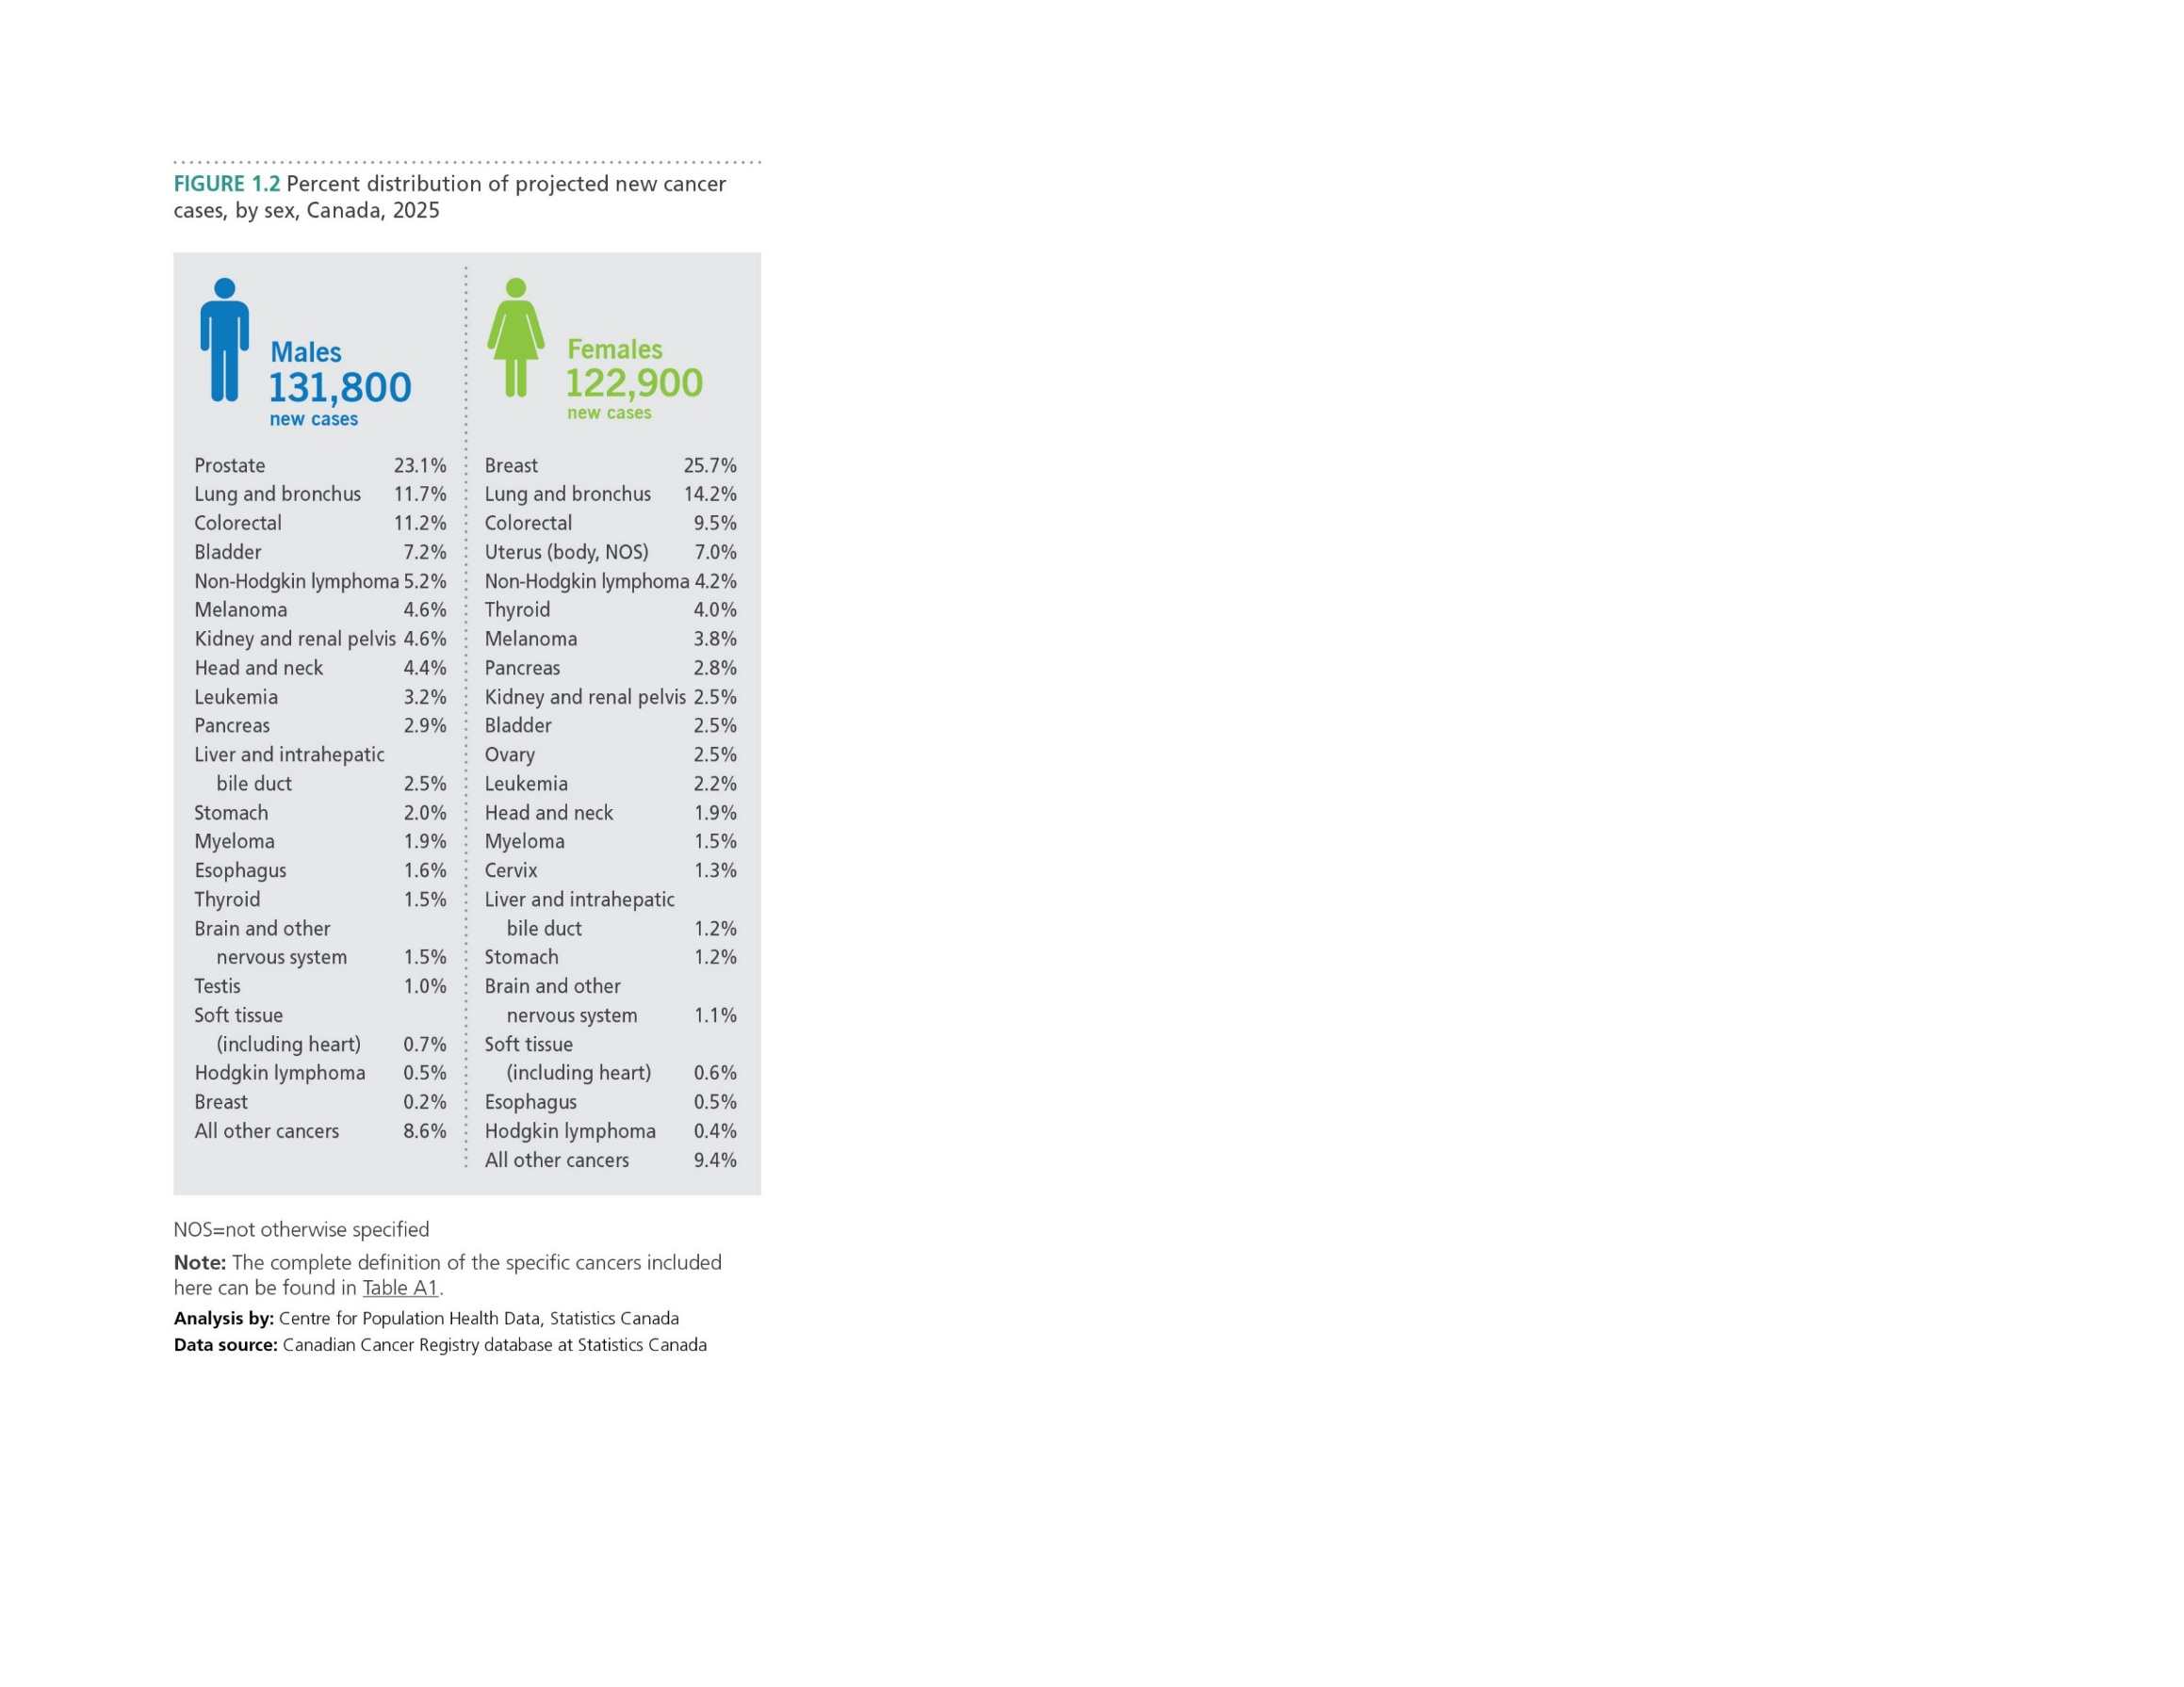 FIGURE 1.2 Percent distribution of projected new cancer
cases, by sex, Canada, 2025
Males
131,800
new cases
Prostate 23.1%
Lung and bronchus 11.7%
Colorectal 11.2%
Bladder 7.2%
Non-Hodgkin lymphoma 5.2%
Melanoma 4.6%
Kidney and renal pelvis 4.6%
Head and neck 4.4%
Leukemia 3.2%
Pancreas 2.9%
Liver and intrahepatic
bile duct 2.5%
Stomach 2.0%
Myeloma 1.9%
Esophagus 1.6%
Thyroid 1.5%
Brain and other
nervous system 1.5%
Testis 1.0%
Soft tissue
(including heart) 0.7%
Hodgkin lymphoma 0.5%
Breast 0.2%
All other cancers 8.6%
Females
122,900
new cases
Breast 25.7%
Lung and bronchus 14.2%
Colorectal 9.5%
Uterus (body, NOS) 7.0%
Non-Hodgkin lymphoma 4.2%
Thyroid 4.0%
Melanoma 3.8%
Pancreas 2.8%
Kidney and renal pelvis 2.5%
Bladder 2.5%
Ovary 2.5%
Leukemia 2.2%
Head and neck 1.9%
Myeloma 1.5%
Cervix 1.3%
Liver and intrahepatic
bile duct 1.2%
Stomach 1.2%
Brain and other
nervous system 1.1%
Soft tissue
(including heart) 0.6%
Esophagus 0.5%
Hodgkin lymphoma 0.4%
All other cancers 9.4%
NOS=not otherwise specified
Note: The complete definition of the specific cancers included
here can be found in Table A1.
Analysis by: Centre for Population Health Data, Statistics Canada
Data source: Canadian Cancer Registry database at Statistics Canada